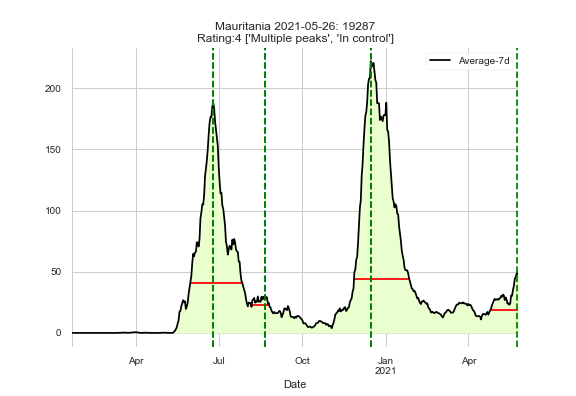 Mauritania 2021-05-26: 19287
Rating:4 ['Multiple peaks', 'In control']
Average-7d
200
150
100
50
0
Apr
Jul
Oct
Jan
2021
Apr
Date